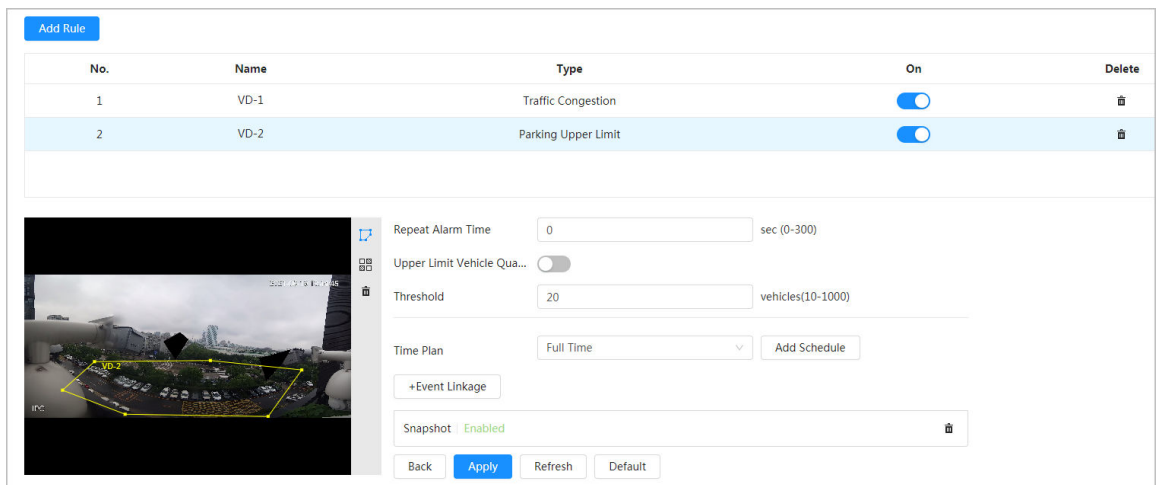 Add Rule
No. Name Type On Delete
1 VD-1 Traffic Congestion
2 VD-2 Parking Upper Limit
Repeat Alarm Time 0 sec (0-300)
Upper Limit Vehicle Qua...
Threshold 20 vehicles(10-1000)
Time Plan Full Time Add Schedule
VD-2
+Event Linkage
IPC
Snapshot Enabled
Back Apply Refresh Default